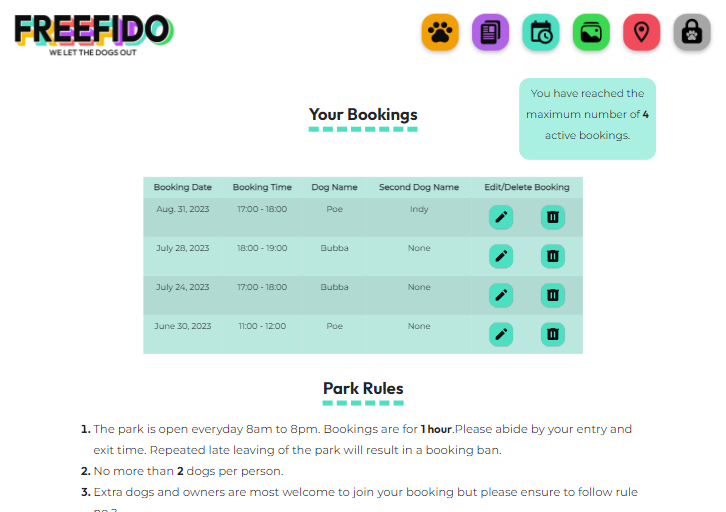 FREEFIDO
WE LET THE DOGS OUT
You have reached the
maximum number of 4
active bookings.
Your Bookings
Booking Date Booking Time Dog Name Second Dog Name Edit/Delete Booking
Aug. 31, 2023 17:00 - 18:00 Poe Indy
July 28, 2023 18:00 - 19:00 Bubba None
July 24, 2023 17:00 - 18:00 Bubba None
June 30, 2023 11:00 - 12:00 Poe None
Park Rules
1. The park is open everyday 8am to 8pm. Bookings are for 1 hour.Please abide by your entry and
exit time. Repeated late leaving of the park will result in a booking ban.
2. No more than 2 dogs per person.
3. Extra dogs and owners are most welcome to join your booking but please ensure to follow rule
no.2